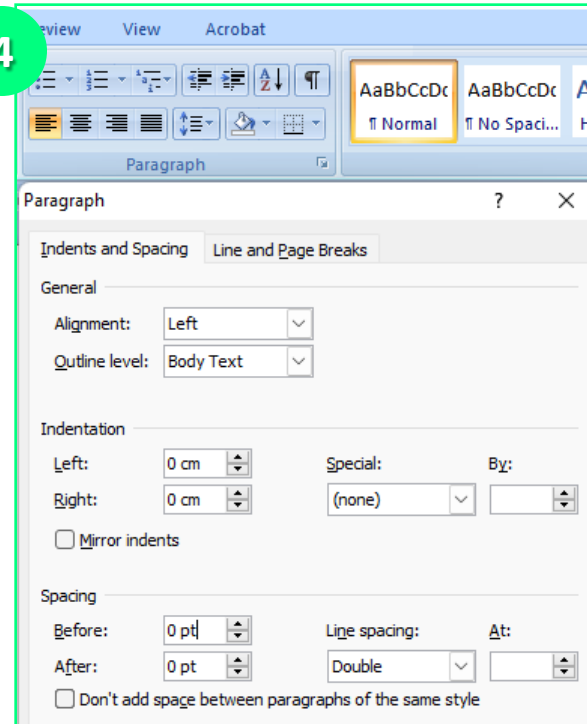 4
eview View Acrobat
AaBbCcDc AaBbCcDc
¶ Normal ¶ No Spaci...
Paragraph
Paragraph ? X
Indents and Spacing Line and Page Breaks
General
Alignment: Left
Outline level: Body Text
Indentation
Left: 0 cm Special: By:
Right: 0 cm (none)
Mirror indents
Spacing
Before: 0 pt Line spacing: At:
After: 0 pt Double
Don't add space between paragraphs of the same style